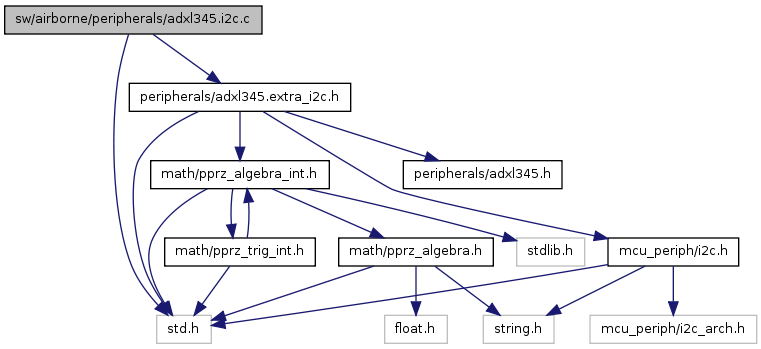 sw/airborne/peripherals/adxl345.i2c.c
peripherals/adxl345.extra_i2c.h
math/pprz_algebra_int.h
peripherals/adxl345.h
math/pprz_trig_int.h
math/pprz_algebra.h
stdlib.h
mcu_periph/i2c.h
std.h
float.h
string.h
mcu_periph/i2c_arch.h